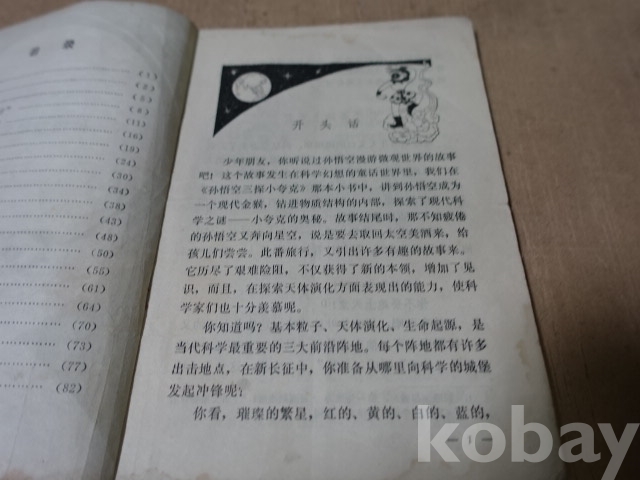 目 录
(1)
(2)
(5)
(8)
(13)
(16)
(19)
(24)
(30)
(34)
(38)
(43)
(48)
(50)
(55)
(61)
(64)
(70)
(73)
(77)
(82)
开 头 话
少年朋友，你听说过孙悟空漫游微观世界的故事
吧！这个故事发生在科学幻想的童话世界里，我们在
《孙悟空三探小夸克》那本小书中，讲到孙悟空成为
一个现代金猴，钻进物质结构的内部，探索了现代科
学之谜——小夸克的奥秘。故事结尾时，那不知疲倦
的孙悟空又奔向星空，说是要去取回太空美酒来，给
孩儿们尝尝。此番旅行，又引出许多有趣的故事来。
它历尽了艰难险阻，不仅获得了新的本领，增加了见
识，而且，在探索天体演化方面表现出的能力，使科
学家们也十分羡慕呢。
你知道吗？基本粒子、天体演化、生命起源，是
当代科学最重要的三大前沿阵地。每个阵地都有许多
出击地点，在新长征中，你准备从哪里向科学的城堡
发起冲锋呢？
你看，璀璨的繁星，红的、黄的、白的、蓝的，
— 1 —
kobay